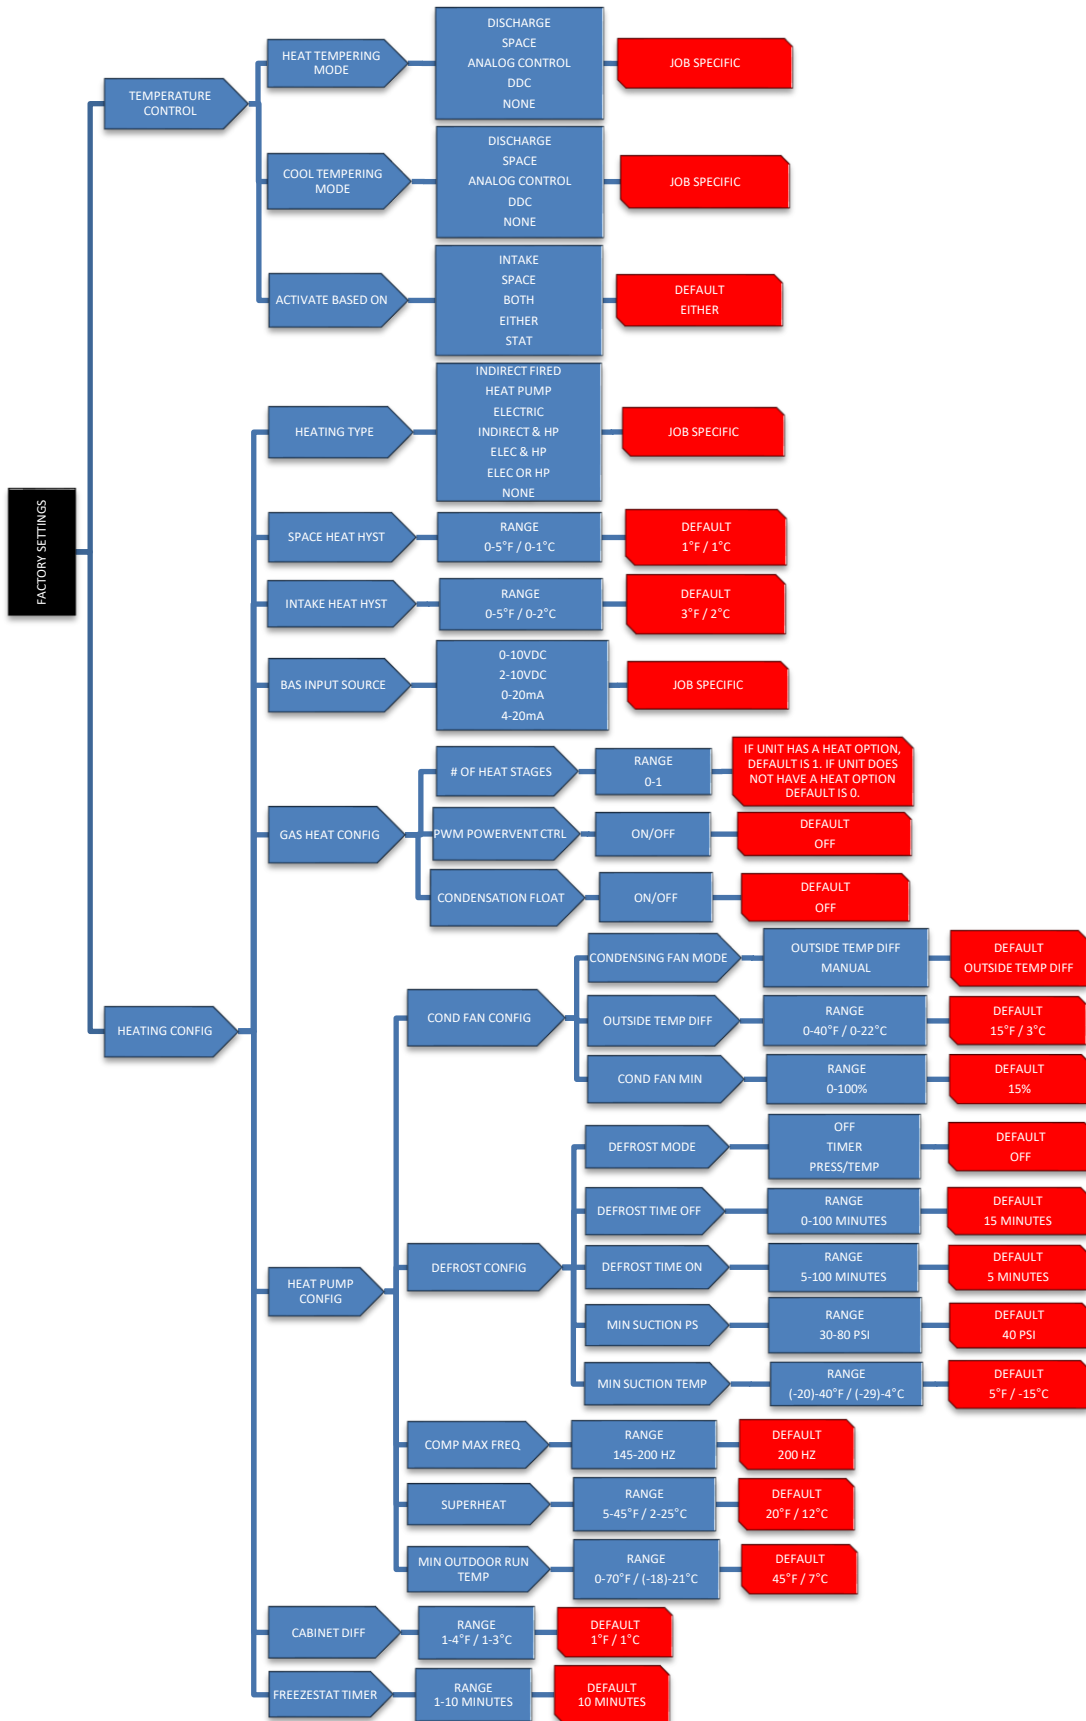 FACTORY SETTINGS
TEMPERATURE
CONTROL
HEAT TEMPERING
MODE
DISCHARGE
SPACE
ANALOG CONTROL
DDC
NONE
JOB SPECIFIC
COOL TEMPERING
MODE
DISCHARGE
SPACE
ANALOG CONTROL
DDC
NONE
JOB SPECIFIC
ACTIVATE BASED ON
INTAKE
SPACE
BOTH
EITHER
STAT
DEFAULT
EITHER
HEATING CONFIG
HEATING TYPE
INDIRECT FIRED
HEAT PUMP
ELECTRIC
INDIRECT & HP
ELEC & HP
ELEC OR HP
NONE
JOB SPECIFIC
SPACE HEAT HYST
RANGE
0-5°F / 0-1°C
DEFAULT
1°F / 1°C
INTAKE HEAT HYST
RANGE
0-5°F / 0-2°C
DEFAULT
3°F / 2°C
BAS INPUT SOURCE
0-10VDC
2-10VDC
0-20mA
4-20mA
JOB SPECIFIC
GAS HEAT CONFIG
# OF HEAT STAGES
RANGE
0-1
IF UNIT HAS A HEAT OPTION,
DEFAULT IS 1. IF UNIT DOES
NOT HAVE A HEAT OPTION
DEFAULT IS 0.
PWM POWERVENT CTRL
ON/OFF
DEFAULT
OFF
CONDENSATION FLOAT
ON/OFF
DEFAULT
OFF
HEAT PUMP
CONFIG
COND FAN CONFIG
CONDENSING FAN MODE
OUTSIDE TEMP DIFF
MANUAL
DEFAULT
OUTSIDE TEMP DIFF
OUTSIDE TEMP DIFF
RANGE
0-40°F / 0-22°C
DEFAULT
15°F / 3°C
COND FAN MIN
RANGE
0-100%
DEFAULT
15%
DEFROST CONFIG
DEFROST MODE
OFF
TIMER
PRESS/TEMP
DEFAULT
OFF
DEFROST TIME OFF
RANGE
0-100 MINUTES
DEFAULT
15 MINUTES
DEFROST TIME ON
RANGE
5-100 MINUTES
DEFAULT
5 MINUTES
MIN SUCTION PS
RANGE
30-80 PSI
DEFAULT
40 PSI
MIN SUCTION TEMP
RANGE
(-20)-40°F / (-29)-4°C
DEFAULT
5°F / -15°C
COMP MAX FREQ
RANGE
145-200 HZ
DEFAULT
200 HZ
SUPERHEAT
RANGE
5-45°F / 2-25°C
DEFAULT
20°F / 12°C
MIN OUTDOOR RUN
TEMP
RANGE
0-70°F / (-18)-21°C
DEFAULT
45°F / 7°C
CABINET DIFF
RANGE
1-4°F / 1-3°C
DEFAULT
1°F / 1°C
FREEZESTAT TIMER
RANGE
1-10 MINUTES
DEFAULT
10 MINUTES